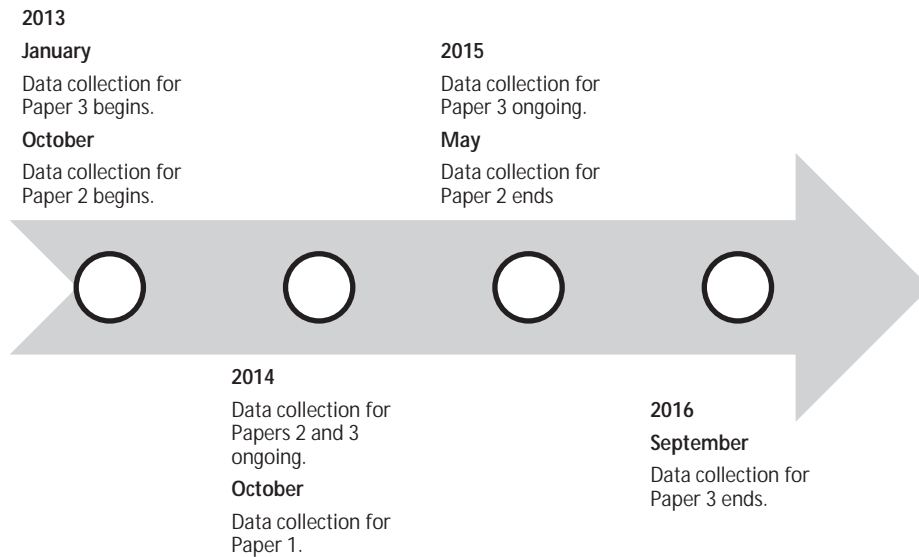 2013
January
Data collection for
Paper 3 begins.
October
Data collection for
Paper 2 begins.
2015
Data collection for
Paper 3 ongoing.
May
Data collection for
Paper 2 ends
2014
Data collection for
Papers 2 and 3
ongoing.
October
Data collection for
Paper 1.
2016
September
Data collection for
Paper 3 ends.